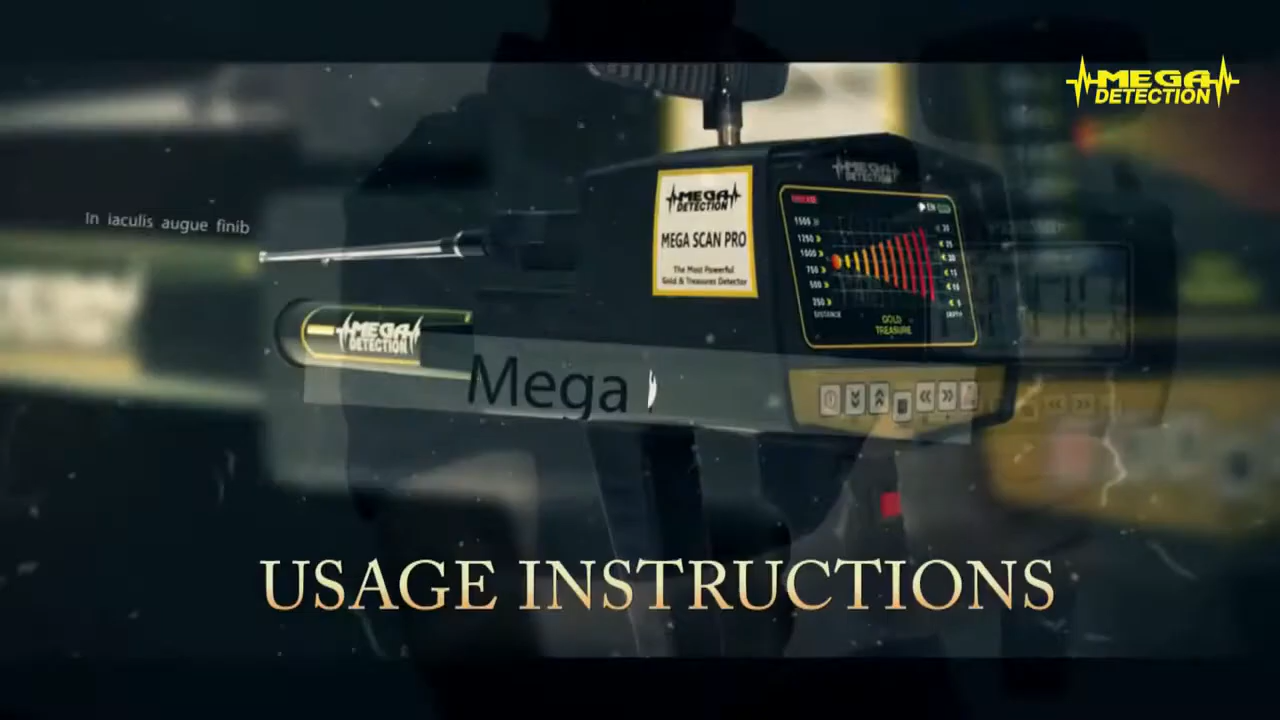 MEGA
DETECTION
In iaculis augue finib
MEGA
DETECTION
MEGA SCAN PRO
The Most Powerful
Gold & Treasures Detector
MEGA
DETECTION
EN
1500
1250
1000
750
500
250
25
20
15
10
5
DISTANCE
DEPTH
GOLD
TREASURE
MEGA
DETECTION
Mega
USAGE INSTRUCTIONS